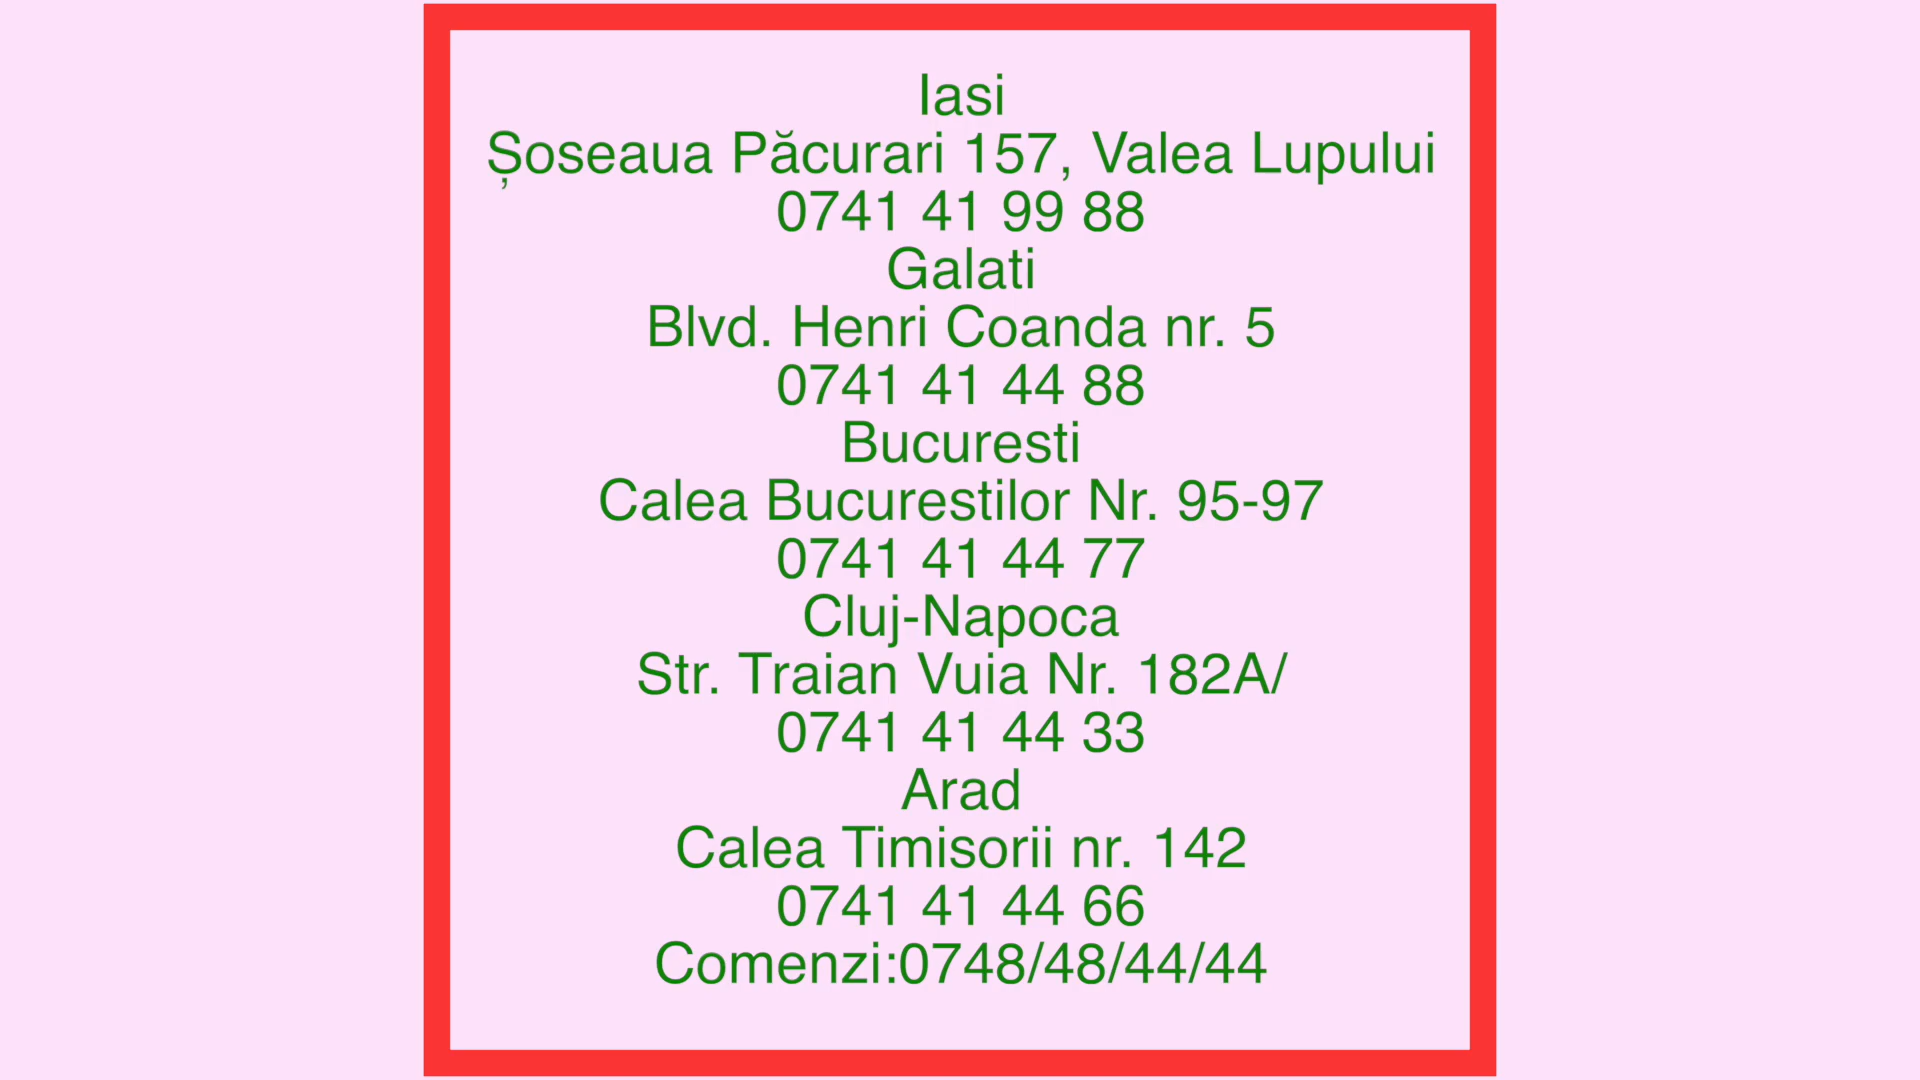 Iasi
Șoseaua Păcurari 157, Valea Lupului
0741 41 99 88
Galati
Blvd. Henri Coanda nr. 5
0741 41 44 88
Bucuresti
Calea Bucurestilor Nr. 95-97
0741 41 44 77
Cluj-Napoca
Str. Traian Vuia Nr. 182A/
0741 41 44 33
Arad
Calea Timisorii nr. 142
0741 41 44 66
Comenzi:0748/48/44/44